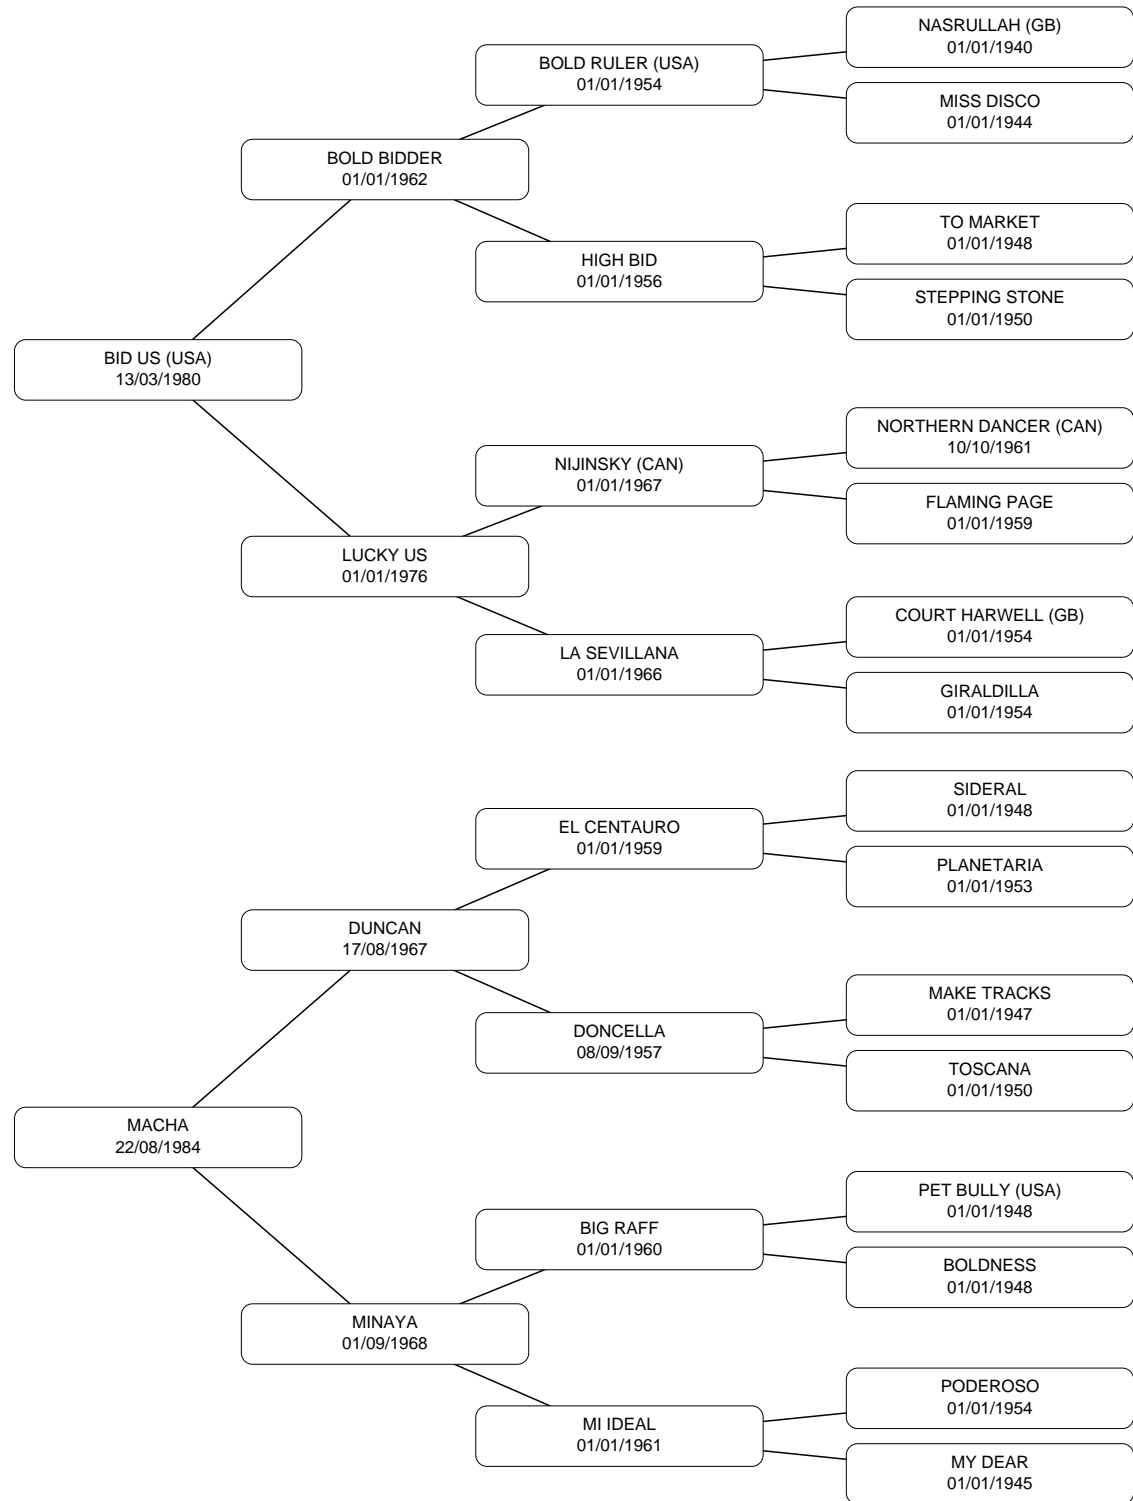 NASRULLAH (GB)
01/01/1940
BOLD RULER (USA)
01/01/1954
MISS DISCO
01/01/1944
BOLD BIDDER
01/01/1962
TO MARKET
01/01/1948
HIGH BID
01/01/1956
STEPPING STONE
01/01/1950
BID US (USA)
13/03/1980
NORTHERN DANCER (CAN)
10/10/1961
NIJINSKY (CAN)
01/01/1967
FLAMING PAGE
01/01/1959
LUCKY US
01/01/1976
COURT HARWELL (GB)
01/01/1954
LA SEVILLANA
01/01/1966
GIRALDILLA
01/01/1954
SIDERAL
01/01/1948
EL CENTAURO
01/01/1959
PLANETARIA
01/01/1953
DUNCAN
17/08/1967
MAKE TRACKS
01/01/1947
DONCELLA
08/09/1957
TOSCANA
01/01/1950
MACHA
22/08/1984
PET BULLY (USA)
01/01/1948
BIG RAFF
01/01/1960
BOLDNESS
01/01/1948
MINAYA
01/09/1968
PODEROSO
01/01/1954
MI IDEAL
01/01/1961
MY DEAR
01/01/1945